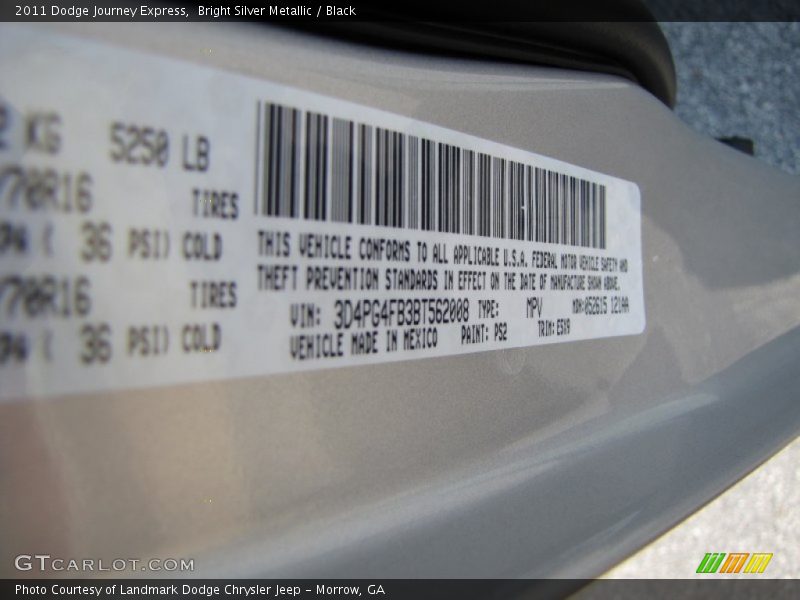 2011 Dodge Journey Express,  Bright Silver Metallic / Black
KG 5250 LB
70R16 TIRES
( 36 PSI) COLD
70R16 TIRES
( 36 PSI) COLD
THIS VEHICLE CONFORMS TO ALL APPLICABLE U.S.A. FEDERAL MOTOR VEHICLE SAFETY AND
THEFT PREVENTION STANDARDS IN EFFECT ON THE DATE OF MANUFACTURE SHOWN ABOVE.
VIN: 3D4PG4FB3BT562008 TYPE: MPV MDH:052615 121AA
VEHICLE MADE IN MEXICO PAINT: PS2 TRIM:
GTCARLOT.COM
Photo Courtesy of Landmark Dodge Chrysler Jeep – Morrow, GA